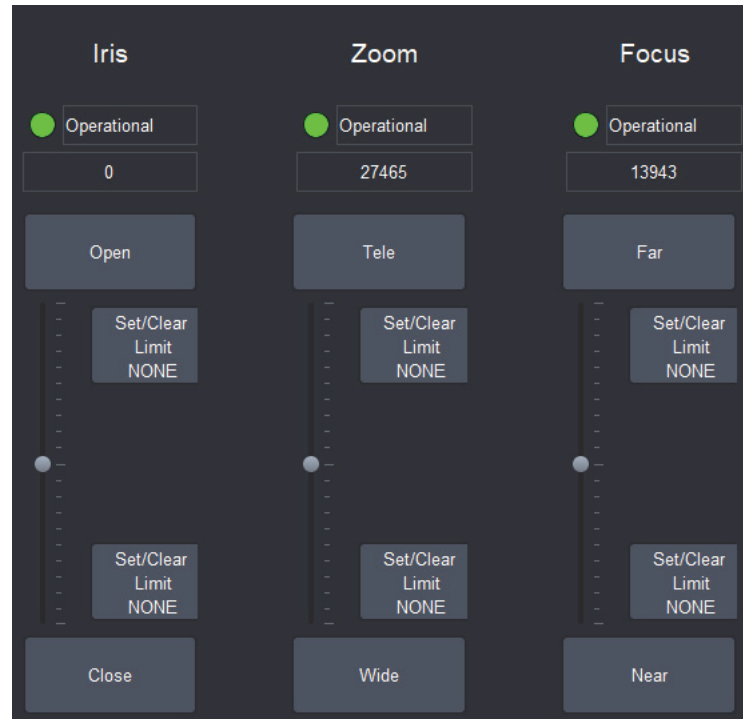 Iris
Zoom
Focus
Operational
Operational
Operational
0
27465
13943
Open
Tele
Far
Set/Clear
Limit
NONE
Set/Clear
Limit
NONE
Set/Clear
Limit
NONE
Set/Clear
Limit
NONE
Set/Clear
Limit
NONE
Set/Clear
Limit
NONE
Close
Wide
Near